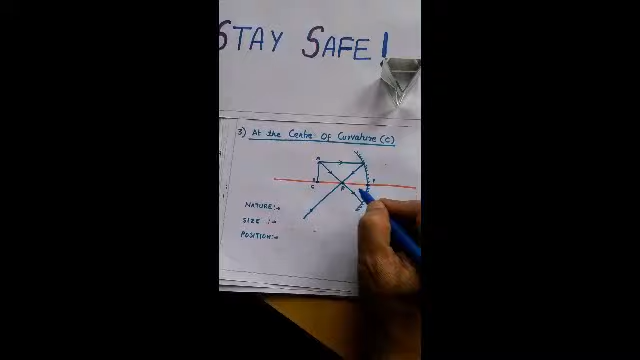 STAY SAFE!
3) At the Centre Of Curvature (C)
NATURE:-
SIZE :-
POSITION:-